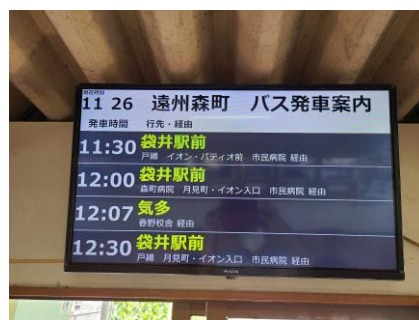 現在時刻
11 26 遠州森町 バス発車案内
発車時間 行先・経由
11:30 袋井駅前
戸綿 イオン・パティオ前 市民病院 経由
12:00 袋井駅前
森町病院 月見町・イオン入口 市民病院 経由
12:07 気多
春野校舎 経由
12:30 袋井駅前
戸綿 月見町・イオン入口 市民病院 経由